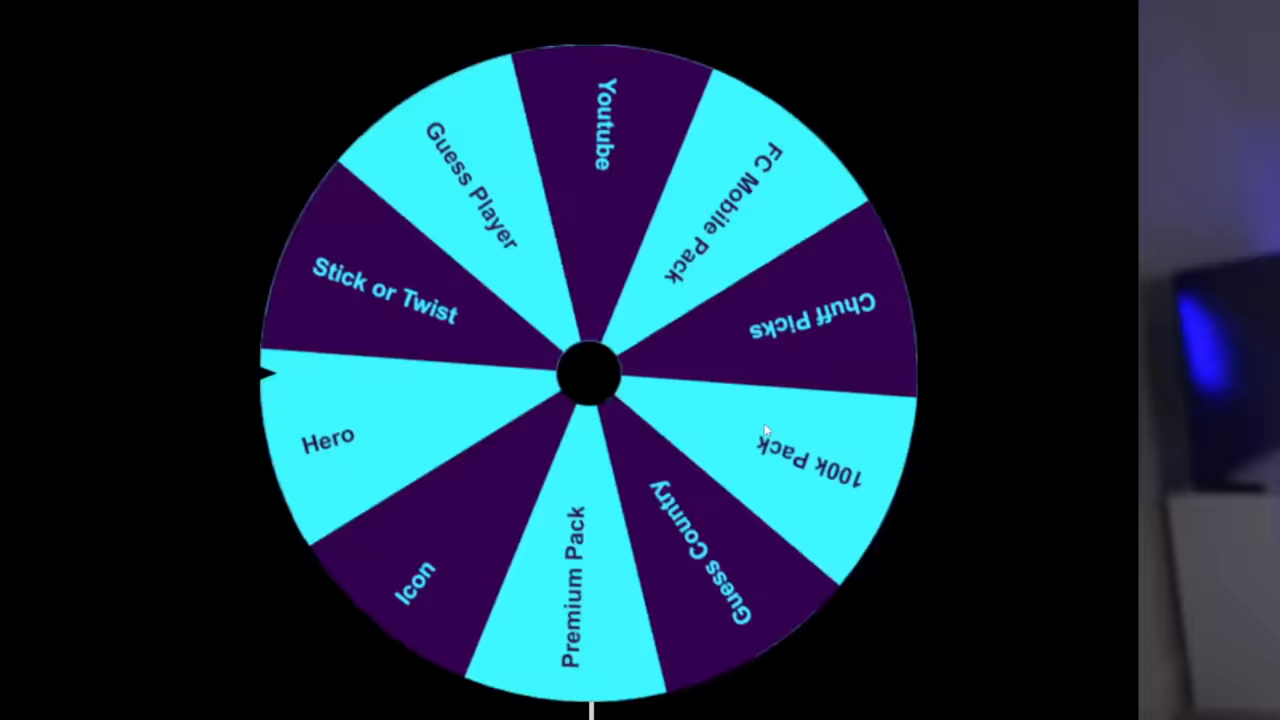 Youtube
FC Mobile Pack
Chuff Picks
100k Pack
Guess Country
Premium Pack
Icon
Hero
Stick or Twist
Guess Player